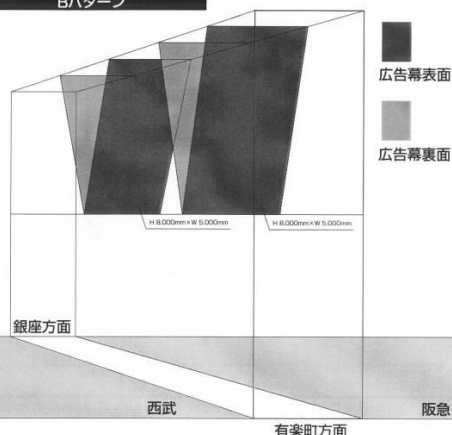 Bパターン
広告幕表面
広告幕裏面
H 8.000mm×W 5.000mm
H 8.000mm×W 5.000mm
銀座方面
西武
阪急
有楽町方面